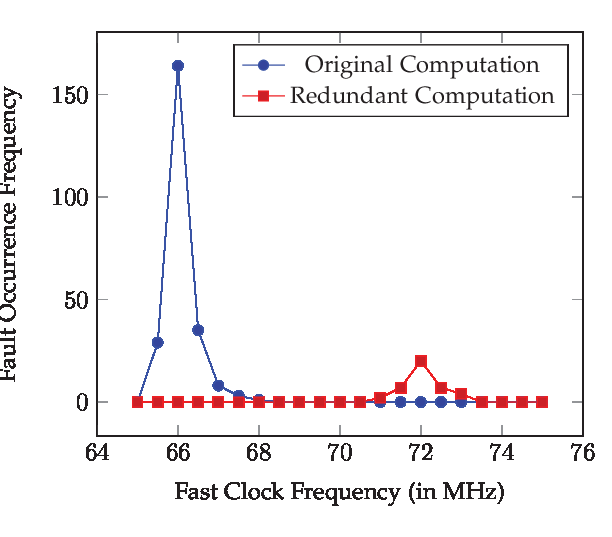 Original Computation
Redundant Computation
Fault Occurrence Frequency
150
100
50
0
64 66 68 70 72 74 76
Fast Clock Frequency (in MHz)